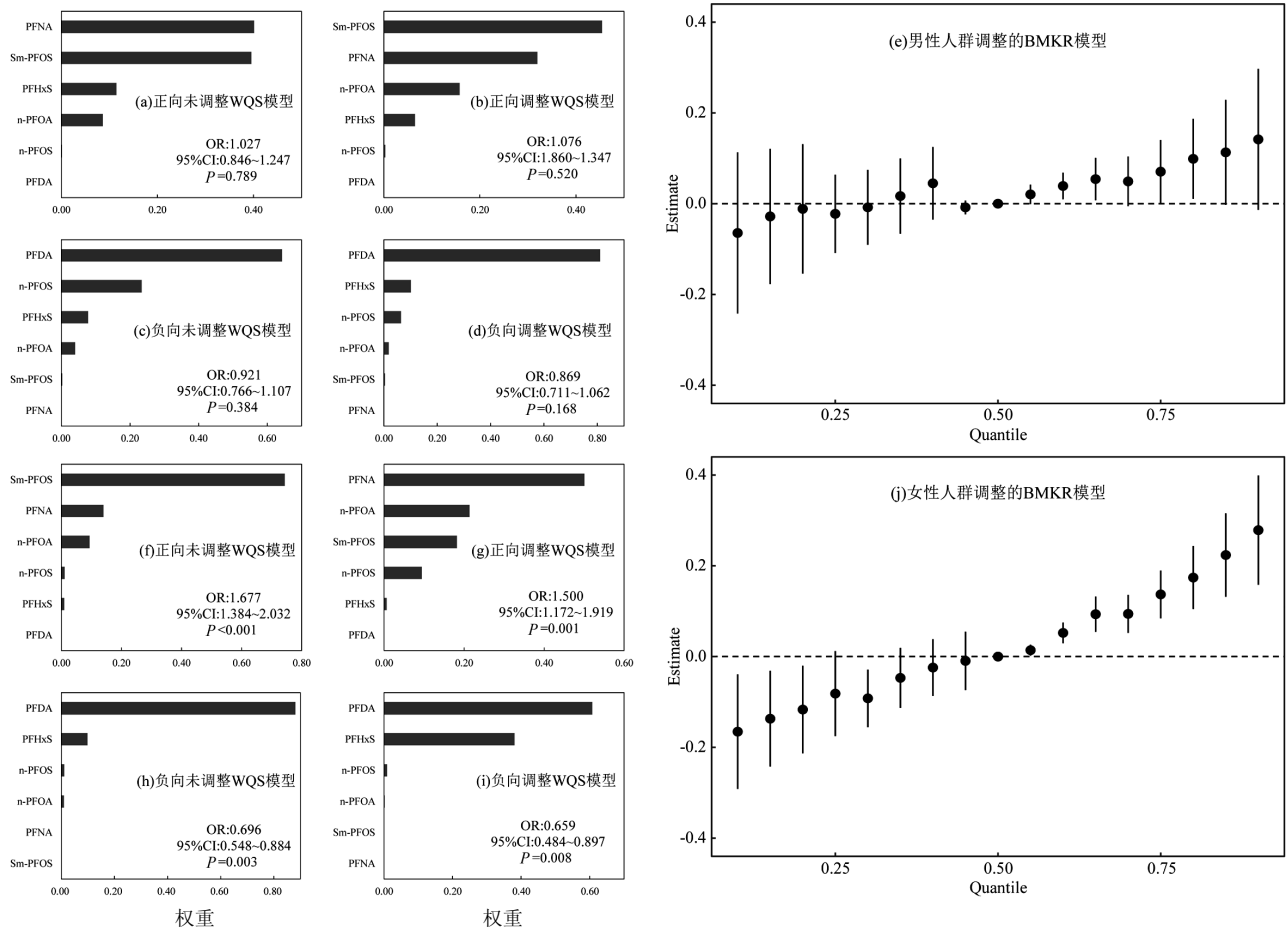 PFNA
Sm-PFOS
PFHxS
n-PFOA
n-PFOS
PFDA
(a)正向未调整WQS模型
OR:1.027
95%CI:0.846~1.247
P=0.789
0.00 0.20 0.40
Sm-PFOS
PFNA
n-PFOA
PFHxS
n-PFOS
PFDA
(b)正向调整WQS模型
OR:1.076
95%CI:1.860~1.347
P=0.520
0.00 0.20 0.40
PFDA
n-PFOS
PFHxS
n-PFOA
Sm-PFOS
PFNA
(c)负向未调整WQS模型
OR:0.921
95%CI:0.766~1.107
P=0.384
0.00 0.20 0.40 0.60
PFDA
PFHxS
n-PFOS
n-PFOA
Sm-PFOS
PFNA
(d)负向调整WQS模型
OR:0.869
95%CI:0.711~1.062
P=0.168
0.00 0.20 0.40 0.60 0.80
(e)男性人群调整的BMKR模型
Estimate
0.4
0.2
0.0
-0.2
-0.4
0.25 0.50 0.75
Quantile
Sm-PFOS
PFNA
n-PFOA
n-PFOS
PFHxS
PFDA
(f)正向未调整WQS模型
OR:1.677
95%CI:1.384~2.032
P<0.001
0.00 0.20 0.40 0.60 0.80
PFNA
n-PFOA
Sm-PFOS
n-PFOS
PFHxS
PFDA
(g)正向调整WQS模型
OR:1.500
95%CI:1.172~1.919
P=0.001
0.00 0.20 0.40 0.60
PFDA
PFHxS
n-PFOS
n-PFOA
PFNA
Sm-PFOS
(h)负向未调整WQS模型
OR:0.696
95%CI:0.548~0.884
P=0.003
0.00 0.20 0.40 0.60 0.80
权重
PFDA
PFHxS
n-PFOS
n-PFOA
Sm-PFOS
PFNA
(i)负向调整WQS模型
OR:0.659
95%CI:0.484~0.897
P=0.008
0.00 0.20 0.40 0.60
权重
(j)女性人群调整的BMKR模型
Estimate
0.4
0.2
0.0
-0.2
-0.4
0.25 0.50 0.75
Quantile